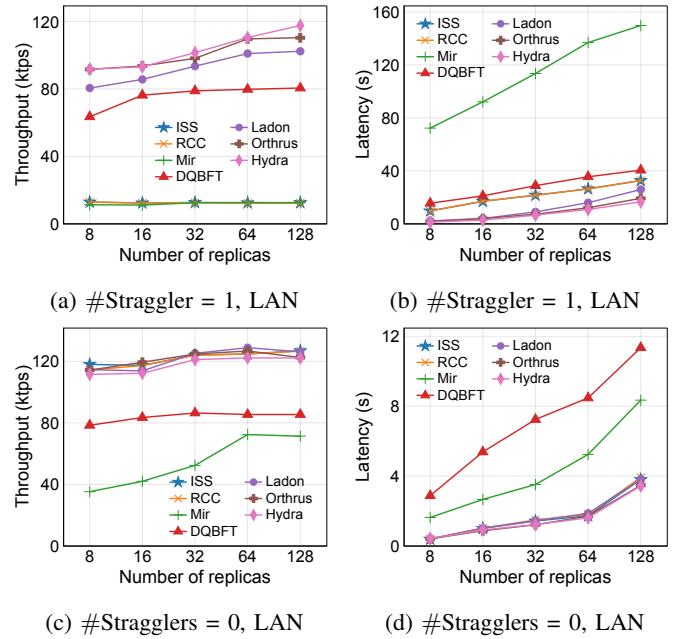 Throughput (ktps)
120
80
40
0
8 16 32 64 128
Number of replicas
ISS
RCC
Mir
DQBFT
Ladon
Orthrus
Hydra
(a) #Straggler = 1, LAN
Latency (s)
160
120
80
40
0
8 16 32 64 128
Number of replicas
ISS
RCC
Mir
DQBFT
Ladon
Orthrus
Hydra
(b) #Straggler = 1, LAN
Throughput (ktps)
120
80
40
0
8 16 32 64 128
Number of replicas
ISS
RCC
Mir
DQBFT
Ladon
Orthrus
Hydra
(c) #Stragglers = 0, LAN
Latency (s)
12
8
4
0
8 16 32 64 128
Number of replicas
ISS
RCC
Mir
DQBFT
Ladon
Orthrus
Hydra
(d) #Stragglers = 0, LAN